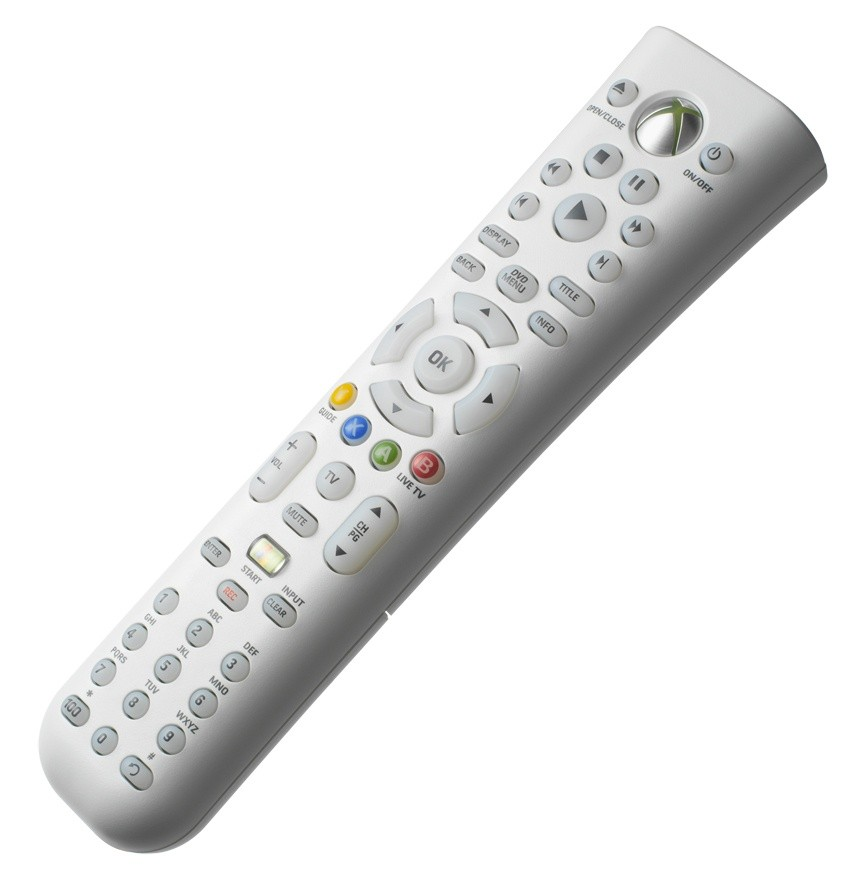 OPEN/CLOSE
ON/OFF
DISPLAY
BACK
DVD
MENU
TITLE
INFO
OK
GUIDE
X
A
B
LIVE TV
+
VOL
-
TV
MUTE
CH
PG
ENTER
START
REC
INPUT
CLEAR
1
ABC
2
DEF
3
GHI
4
JKL
5
MNO
6
PQRS
7
TUV
8
WXYZ
9
*
100
0
#